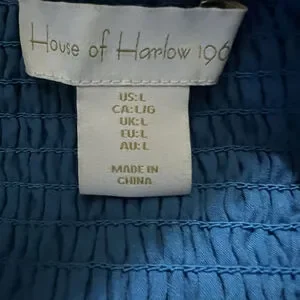 House of Harlow 196
US: L
CA: L/G
UK: L
EU: L
AU: L
MADE IN
CHINA